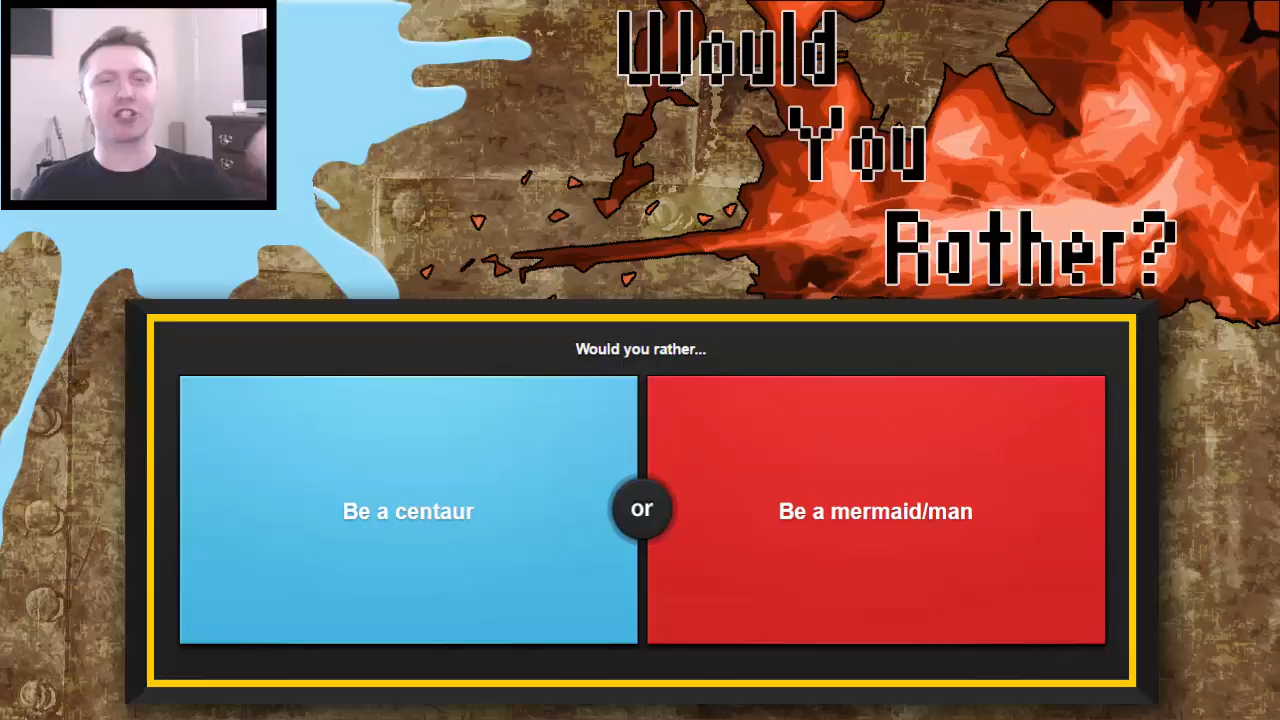 Would
You
Rather?
Would you rather...
Be a centaur
or
Be a mermaid/man